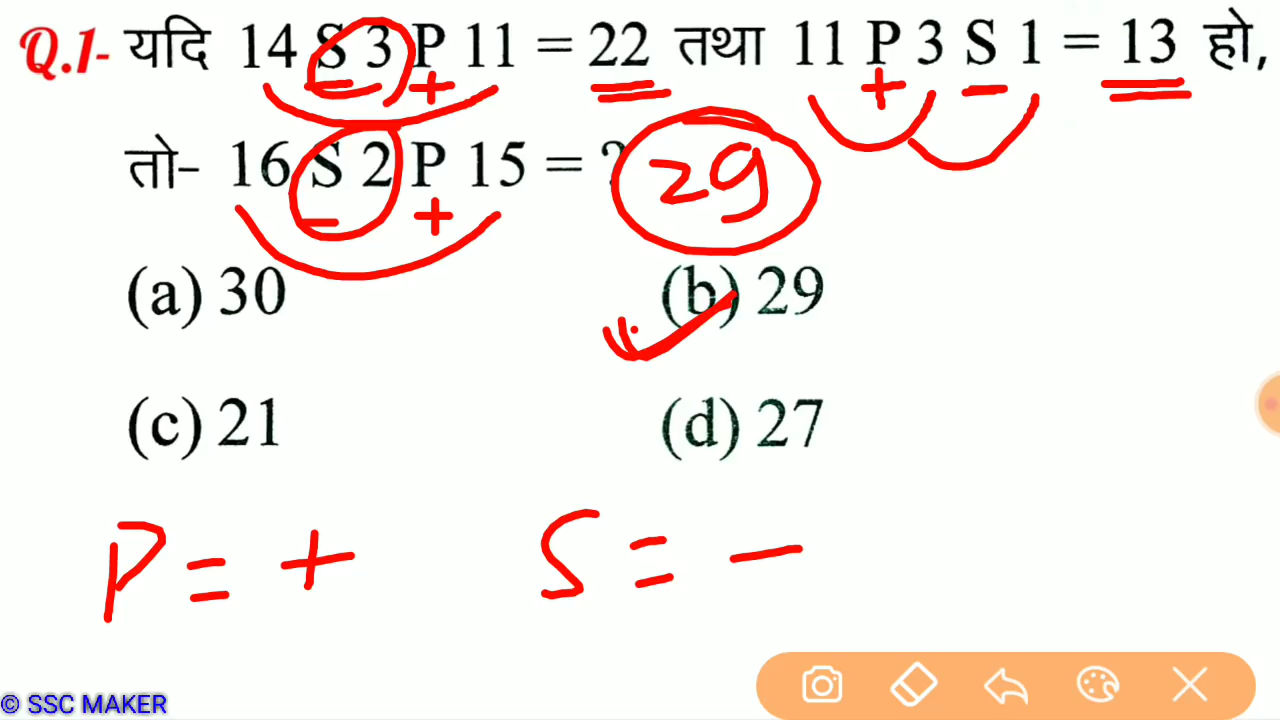 Q.1- यदि 14 S 3 P 11 = 22 तथा 11 P 3 S 1 = 13 हो,
- + + -
तो- 16 S 2 P 15 = ? 29
- +
(a) 30 (b) 29
(c) 21 (d) 27
P = + S = -
© SSC MAKER